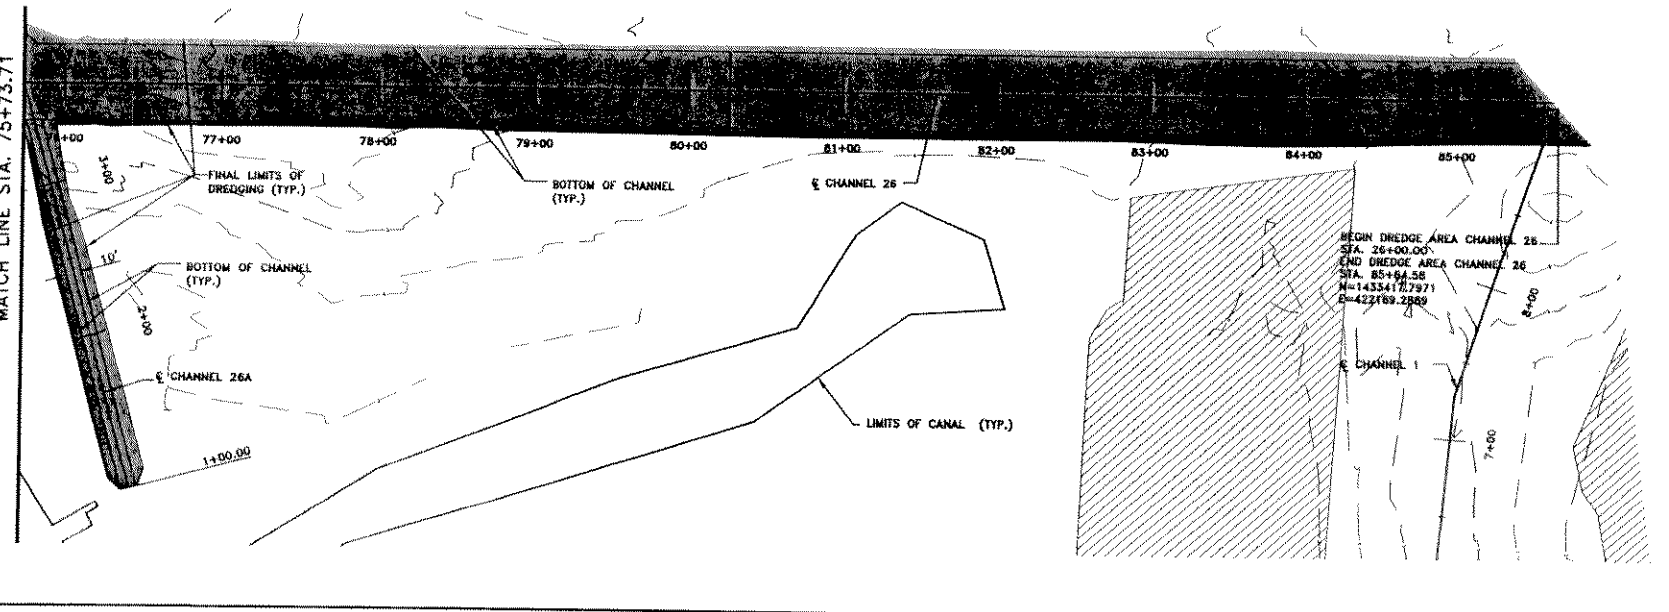 MATCH LINE STA. 75+73.71
77+00
78+00
79+00
80+00
81+00
82+00
83+00
84+00
85+00
3+00
FINAL LIMITS OF
DREDGING (TYP.)
BOTTOM OF CHANNEL
(TYP.)
℄ CHANNEL 26
BEGIN DREDGE AREA CHANNEL 26
STA. 26+00.00
END DREDGE AREA CHANNEL 26
STA. 85+64.58
N=1433417.7971
E=422169.2869
10'
BOTTOM OF CHANNEL
(TYP.)
2+00
8+00
℄ CHANNEL 26A
℄ CHANNEL 1
LIMITS OF CANAL (TYP.)
7+00
1+00.00